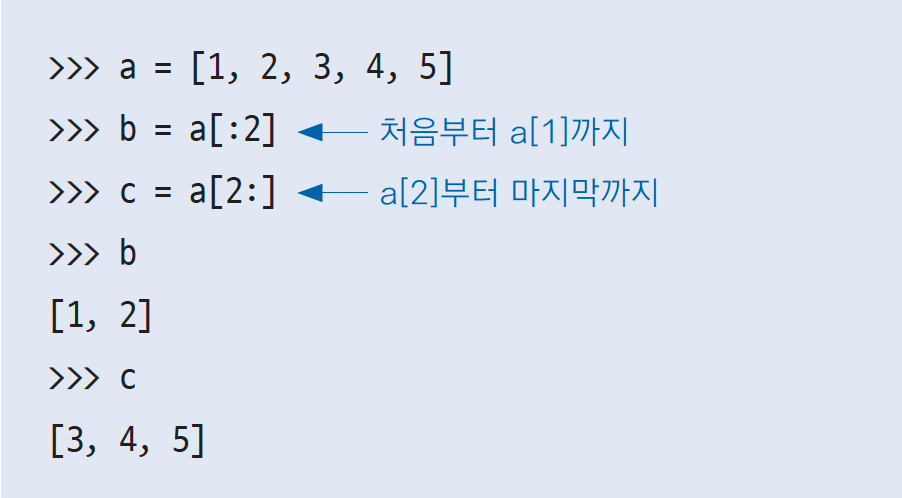 >>> a = [1, 2, 3, 4, 5]
>>> b = a[:2] 처음부터 a[1]까지
>>> c = a[2:] a[2]부터 마지막까지
>>> b
[1, 2]
>>> c
[3, 4, 5]